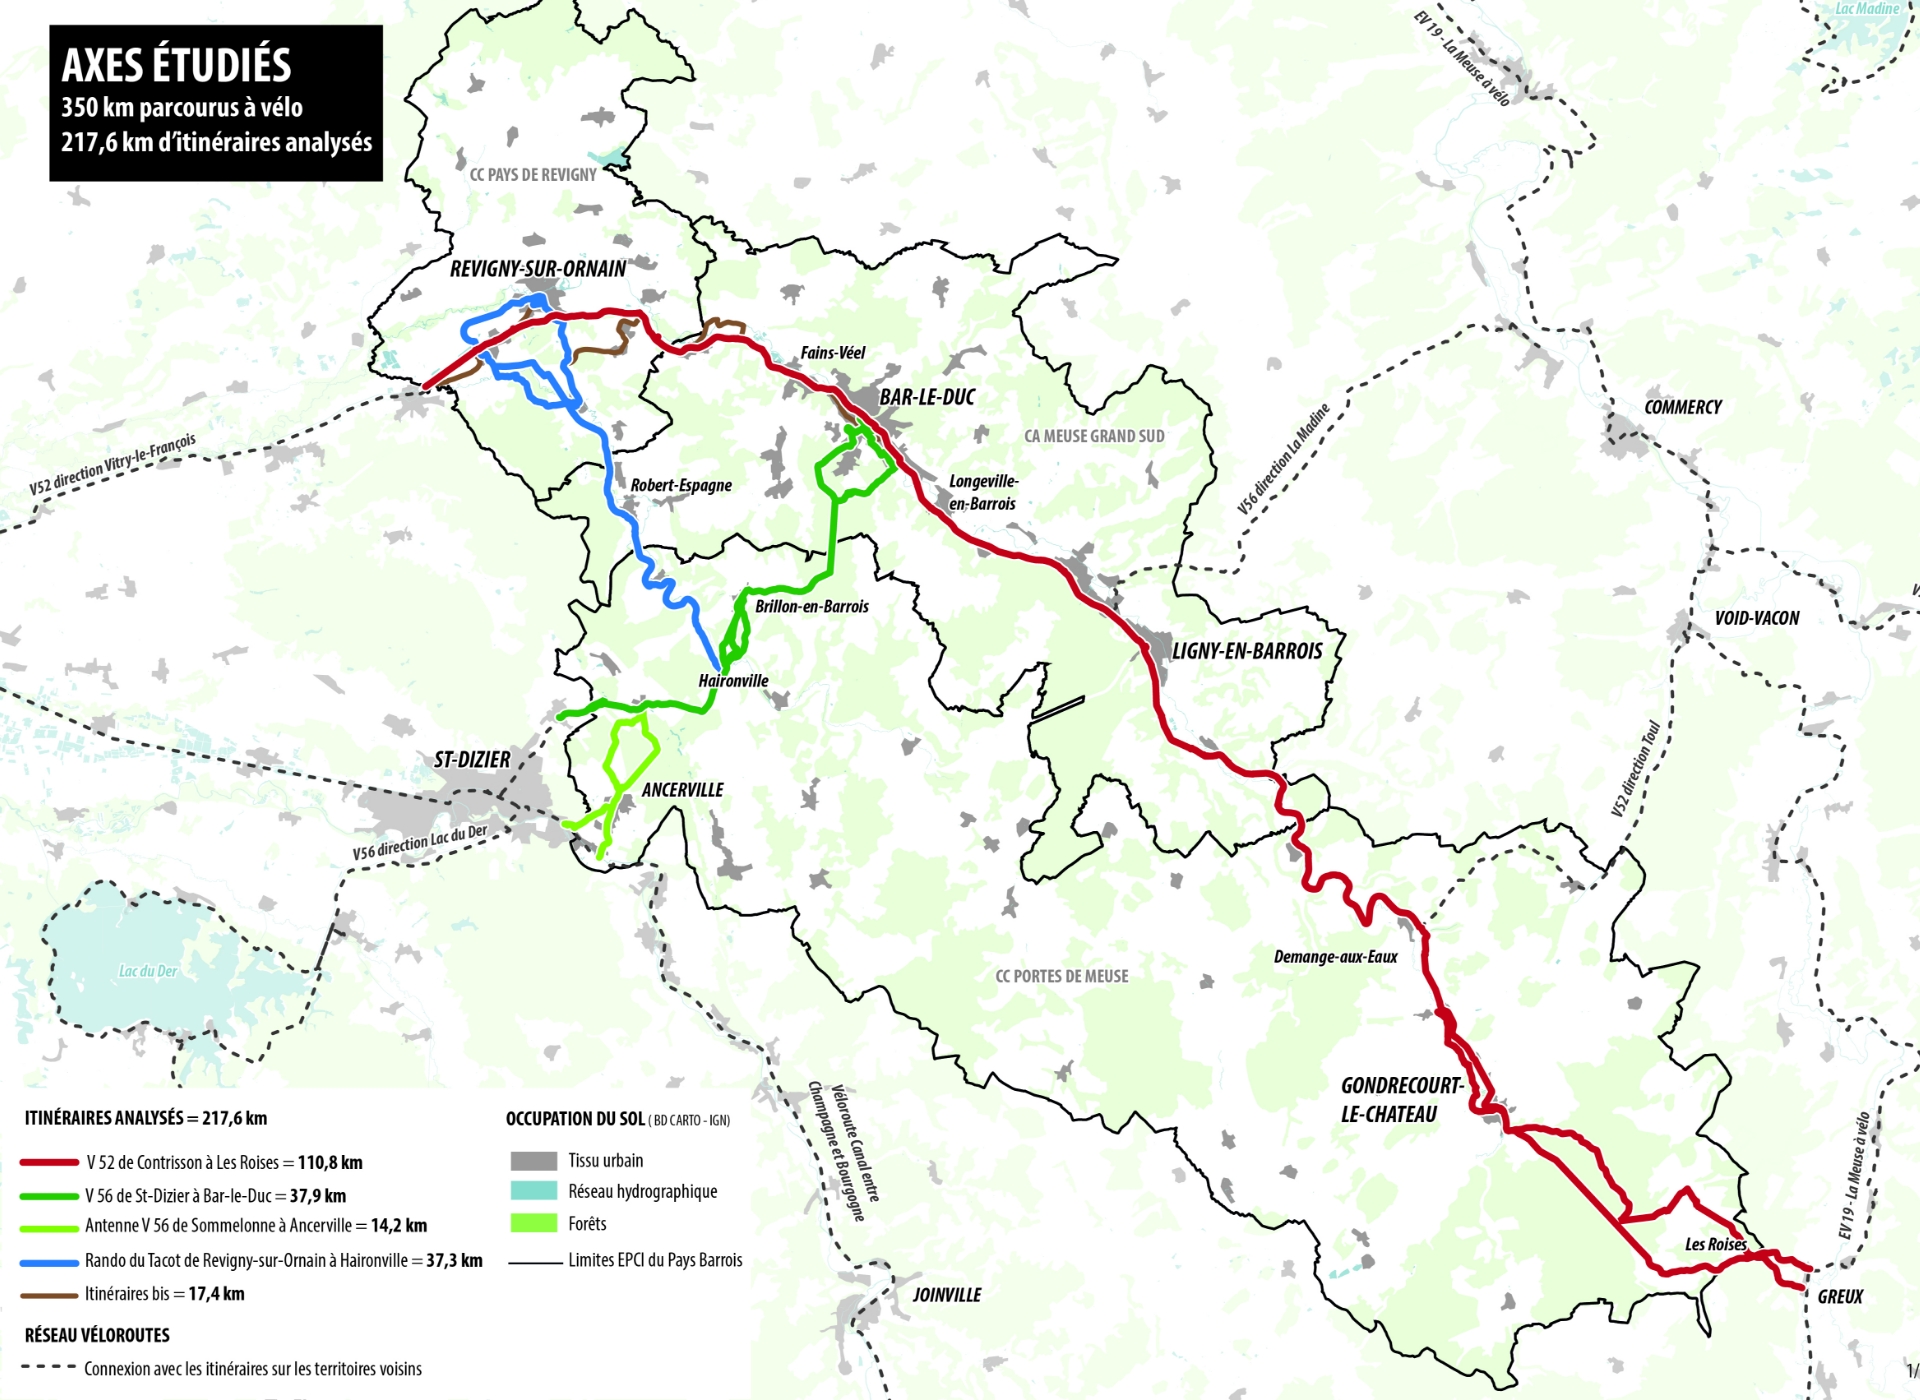 AXES ÉTUDIÉS
350 km parcourus à vélo
217,6 km d'itinéraires analysés
Lac Madine
EV 19 - La Meuse à vélo
CC PAYS DE REVIGNY
REVIGNY-SUR-ORNAIN
Fains-Véel
BAR-LE-DUC
COMMERCY
CA MEUSE GRAND SUD
V56 direction La Madine
V52 direction Vitry-le-François
Robert-Espagne
Longeville-
en-Barrois
Brillon-en-Barrois
VOID-VACON
LIGNY-EN-BARROIS
Haironville
ST-DIZIER
ANCERVILLE
V52 direction Toul
V56 direction Lac du Der
Lac du Der
Demange-aux-Eaux
CC PORTES DE MEUSE
GONDRECOURT-
LE-CHATEAU
Véloroute Canal entre
Champagne et Bourgogne
EV 19 - La Meuse à vélo
Les Roises
GREUX
JOINVILLE
ITINÉRAIRES ANALYSÉS = 217,6 km
V 52 de Contrisson à Les Roises = 110,8 km
V 56 de St-Dizier à Bar-le-Duc = 37,9 km
Antenne V 56 de Sommelonne à Ancerville = 14,2 km
Rando du Tacot de Revigny-sur-Ornain à Haironville = 37,3 km
Itinéraires bis = 17,4 km
RÉSEAU VÉLOROUTES
Connexion avec les itinéraires sur les territoires voisins
OCCUPATION DU SOL ( BD CARTO - IGN)
Tissu urbain
Réseau hydrographique
Forêts
Limites EPCI du Pays Barrois
1/